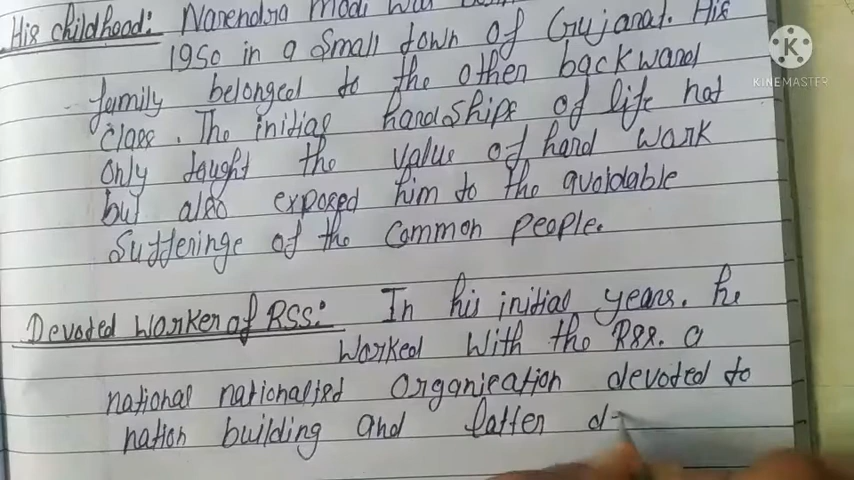 His childhood: Narendra Modi was
1950 in a small town of Gujarat. His
family belonged to the other backward
class. The initial hardships of life not
only taught the value of hard work
but also exposed him to the avoidable
Sufferings of the common people.
Devoted worker of RSS: In his initial years. he
worked with the RSS. a
national nationalist organication devoted to
nation building and latter
KINEMASTER